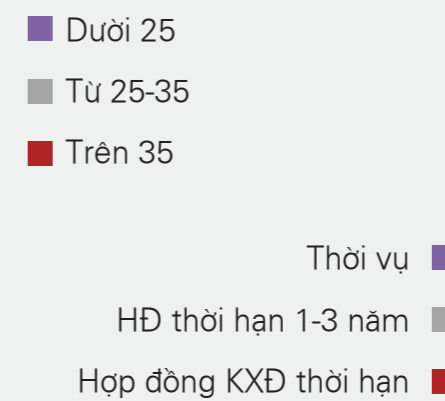 Dười 25
Từ 25-35
Trên 35
Thời vụ
HĐ thời hạn 1-3 năm
Hợp đồng KXĐ thời hạn